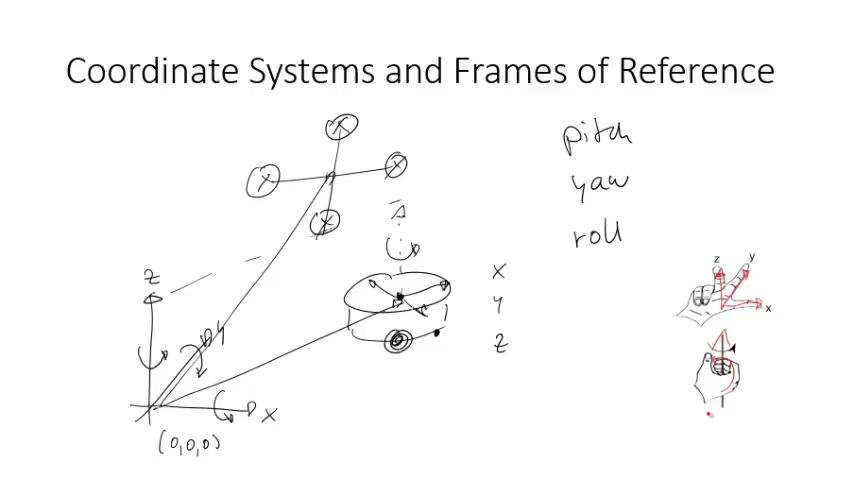 Coordinate Systems and Frames of Reference
pitch
yaw
roll
X
Y
Z
Z
Y
X
(0,0,0)
z
y
x